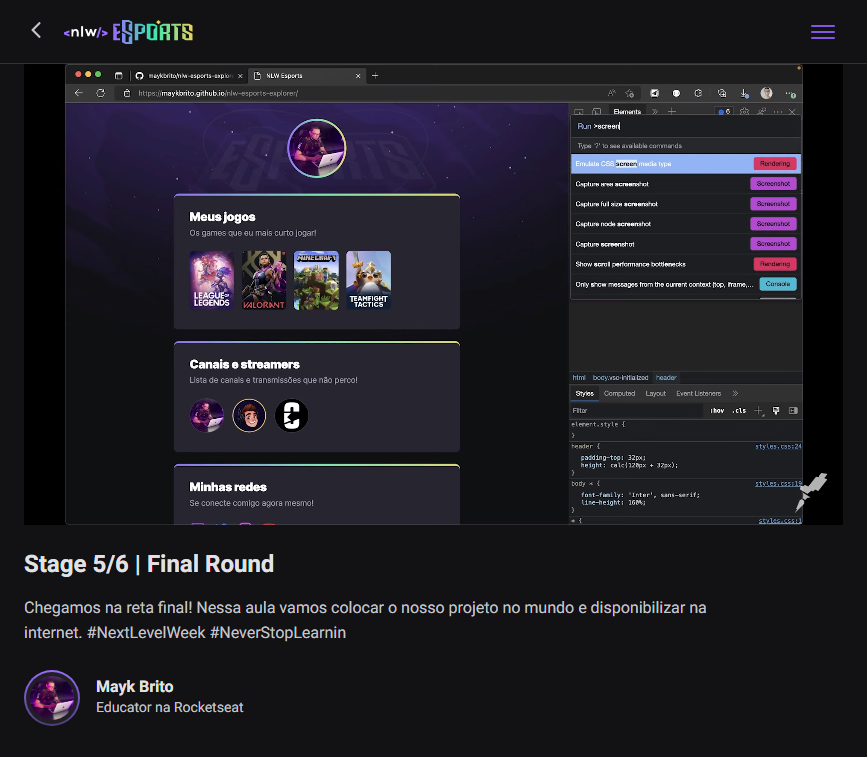 <nlw/> ESPORTS
maykbrito/nlw-esports-explor
NLW Esports
https://maykbrito.github.io/nlw-esports-explorer/
Elements
6
Run >screen
Type '?' to see available commands
Emulate CSS screen media type Rendering
Capture area screenshot Screenshot
Capture full size screenshot Screenshot
Capture node screenshot Screenshot
Capture screenshot Screenshot
Show scroll performance bottlenecks Rendering
Only show messages from the current context (top, iframe,... Console
Meus jogos
Os games que eu mais curto jogar!
LEAGUE OF LEGENDS
VALORANT
MINECRAFT
TEAMFIGHT TACTICS
Canais e streamers
Lista de canais e transmissões que não perco!
Minhas redes
Se conecte comigo agora mesmo!
html body.vsc-initialized header
Styles Computed Layout Event Listeners
Filter :hov .cls
element.style {
}
header { styles.css:24
padding-top: 32px;
height: calc(120px + 32px);
}
body * { styles.css:19
font-family: 'Inter', sans-serif;
line-height: 160%;
}
* { styles.css:1
Stage 5/6 | Final Round
Chegamos na reta final! Nessa aula vamos colocar o nosso projeto no mundo e disponibilizar na
internet. #NextLevelWeek #NeverStopLearnin
Mayk Brito
Educator na Rocketseat